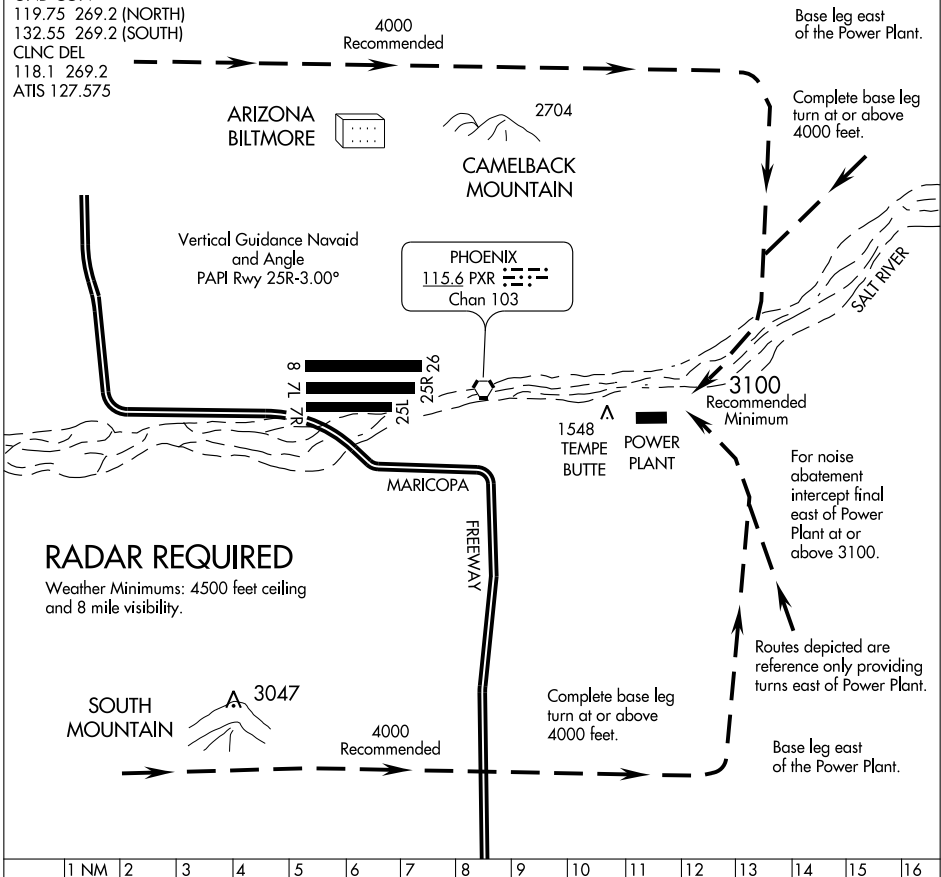 119.75 269.2 (NORTH)
132.55 269.2 (SOUTH)
CLNC DEL
118.1 269.2
ATIS 127.575
4000
Recommended
Base leg east
of the Power Plant.
Complete base leg
turn at or above
4000 feet.
ARIZONA
BILTMORE
2704
CAMELBACK
MOUNTAIN
Vertical Guidance Navaid
and Angle
PAPI Rwy 25R-3.00°
PHOENIX
115.6 PXR
Chan 103
SALT RIVER
8
26
7L
25R
7R
25L
3100
Recommended
Minimum
1548
TEMPE
BUTTE
POWER
PLANT
MARICOPA
FREEWAY
For noise
abatement
intercept final
east of Power
Plant at or
above 3100.
RADAR REQUIRED
Weather Minimums: 4500 feet ceiling
and 8 mile visibility.
Routes depicted are
reference only providing
turns east of Power Plant.
SOUTH
MOUNTAIN
3047
4000
Recommended
Complete base leg
turn at or above
4000 feet.
Base leg east
of the Power Plant.
1 NM 2 3 4 5 6 7 8 9 10 11 12 13 14 15 16